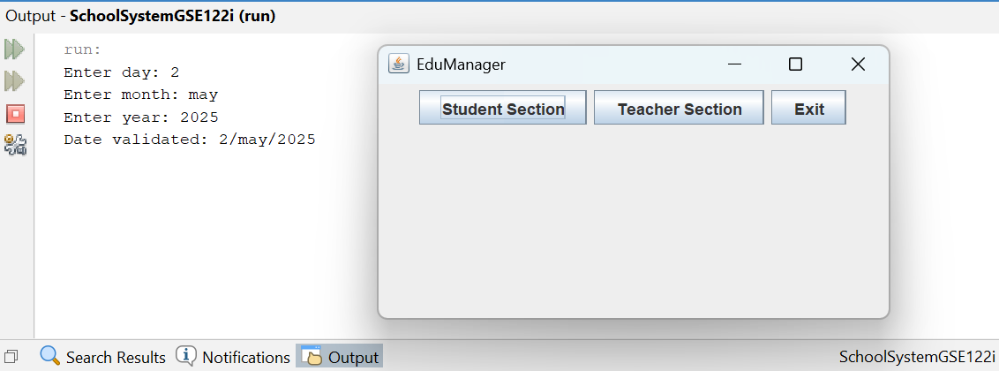 Output - SchoolSystemGSE122i (run)
run:
Enter day: 2
Enter month: may
Enter year: 2025
Date validated: 2/may/2025
EduManager
Student Section Teacher Section Exit
Search Results Notifications Output SchoolSystemGSE122i